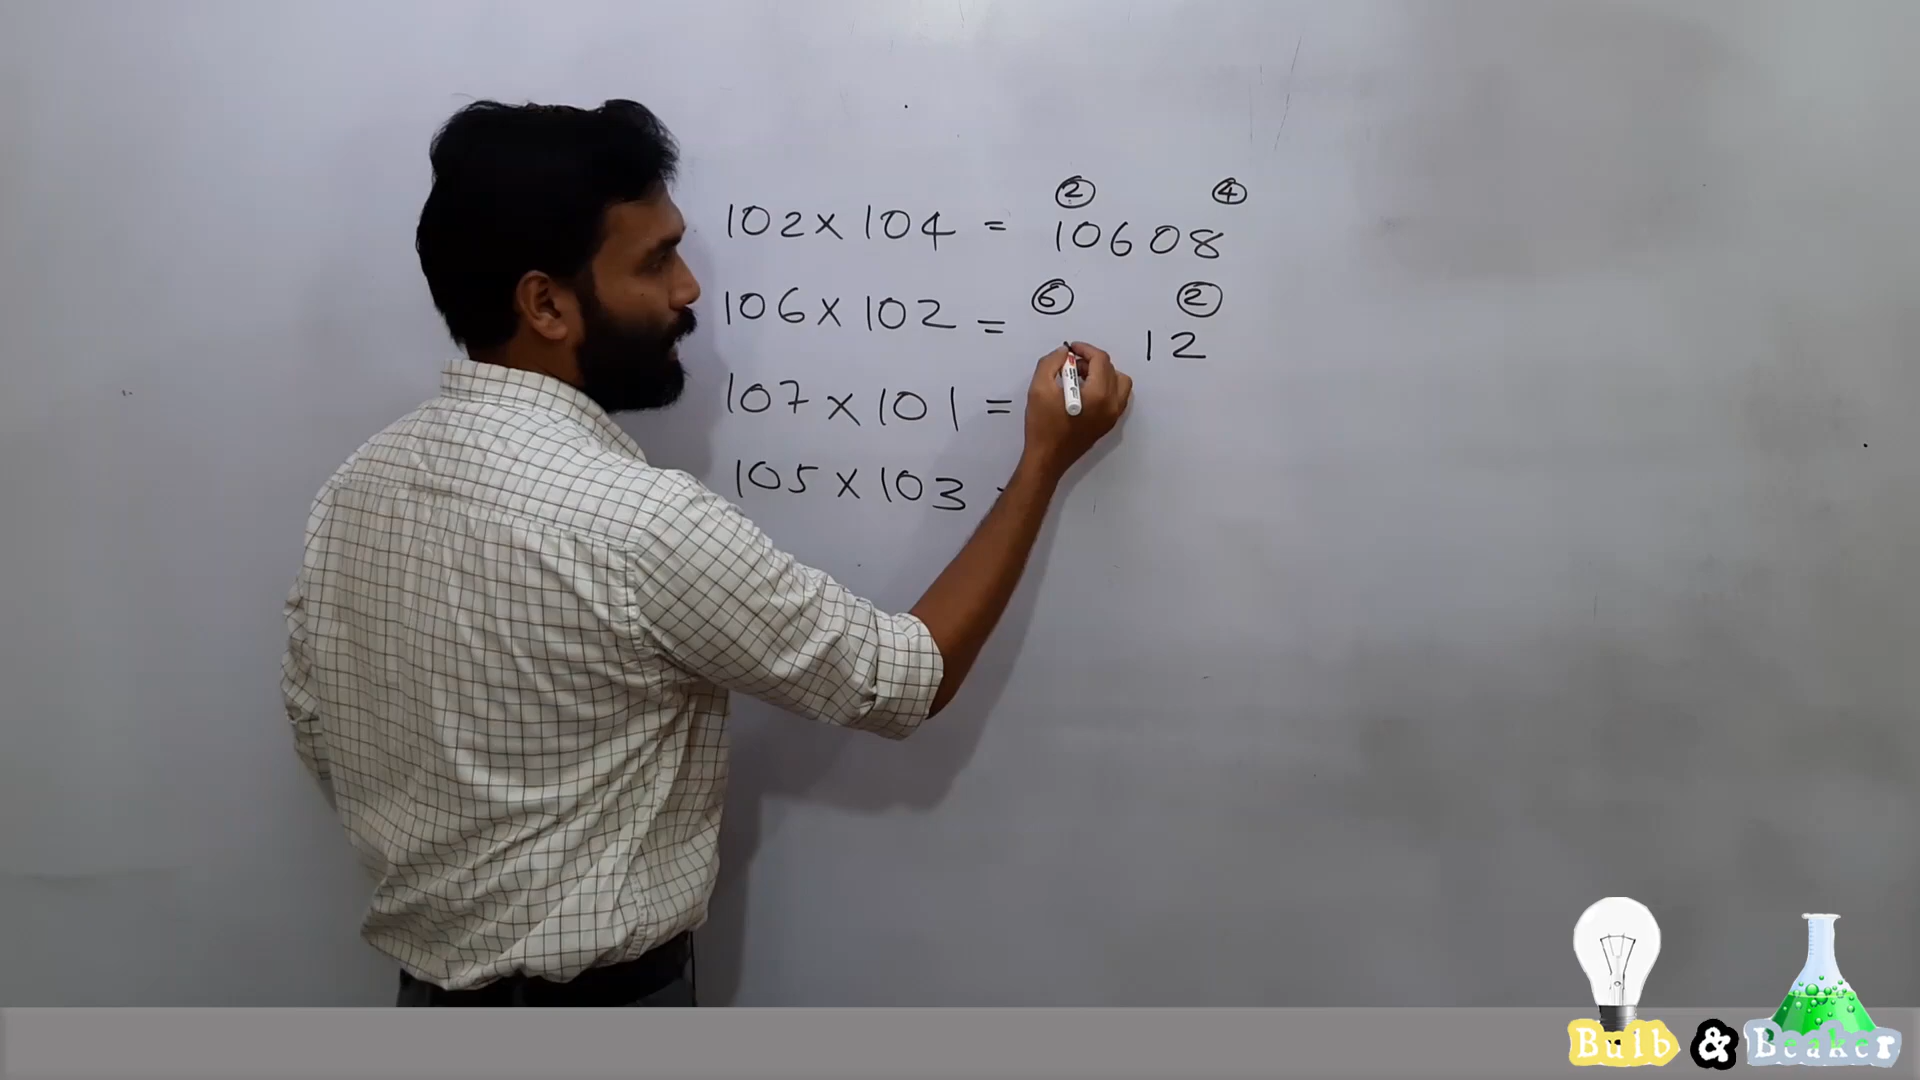 ② ④
102 x 104 = 10608
⑥ ②
106 x 102 = 12
107 x 101 =
105 x 103
Bulb & Beaker